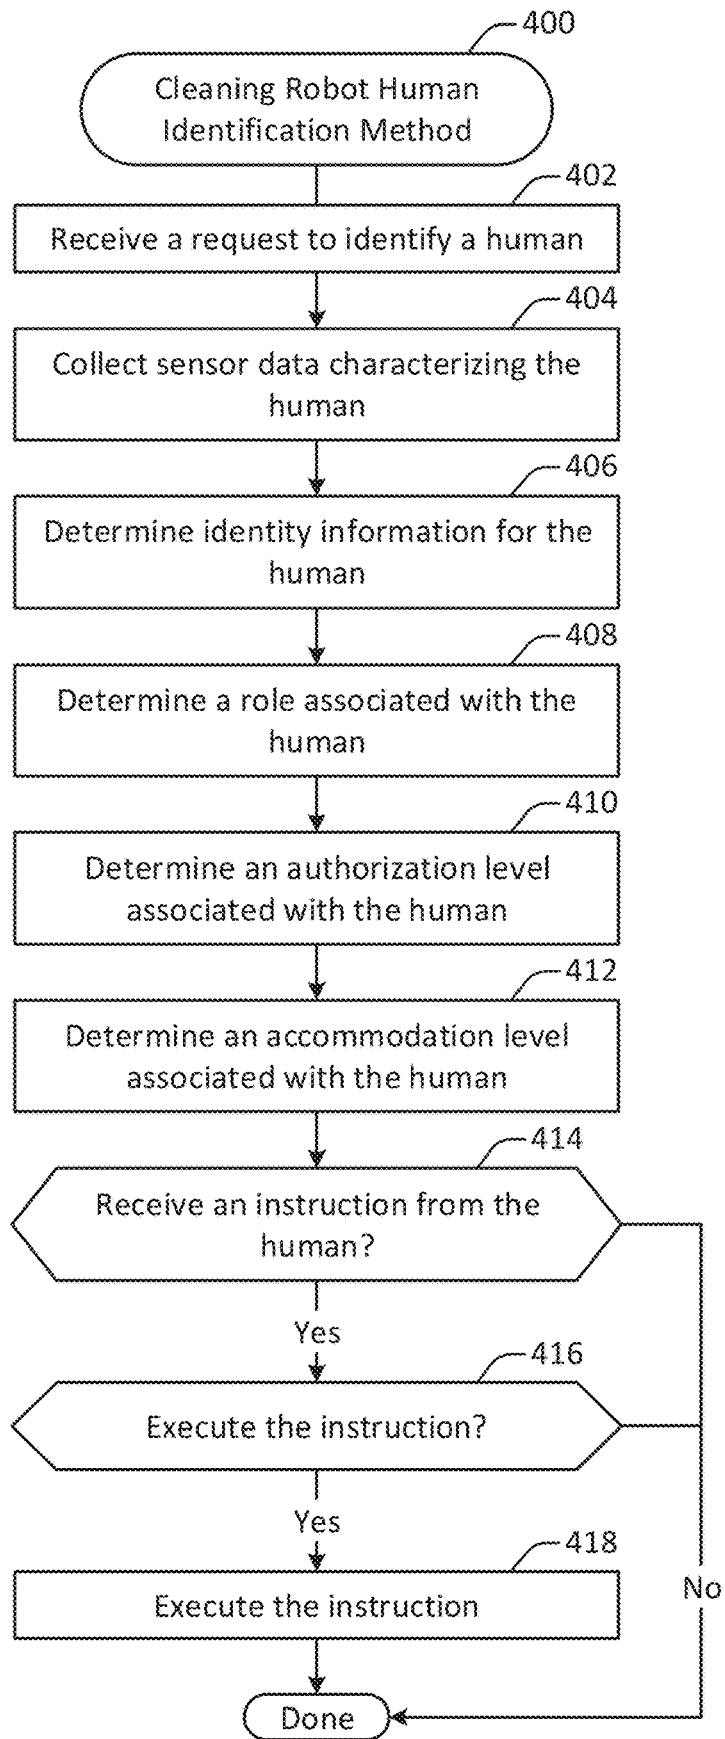 400
Cleaning Robot Human
Identification Method
402
Receive a request to identify a human
404
Collect sensor data characterizing the
human
406
Determine identity information for the
human
408
Determine a role associated with the
human
410
Determine an authorization level
associated with the human
412
Determine an accommodation level
associated with the human
414
Receive an instruction from the
human?
Yes
416
Execute the instruction?
Yes
418
Execute the instruction
No
Done